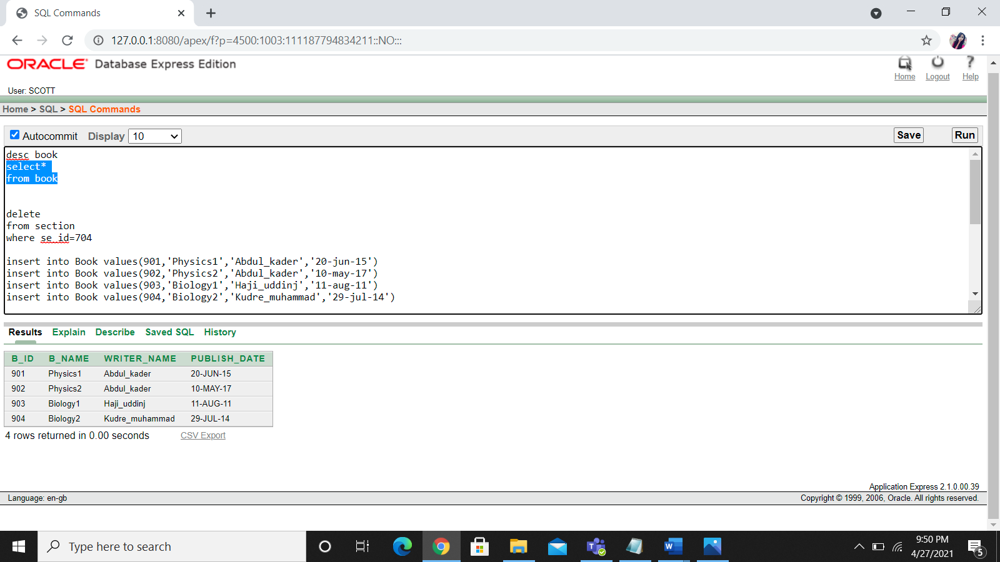 SQL Commands
127.0.0.1:8080/apex/f?p=4500:1003:111187794834211::NO:::
ORACLE Database Express Edition
Home Logout Help
User: SCOTT
Home > SQL > SQL Commands
Autocommit Display 10 Save Run
desc book
select*
from book
delete
from section
where se_id=704
insert into Book values(901,'Physics1','Abdul_kader','20-jun-15')
insert into Book values(902,'Physics2','Abdul_kader','10-may-17')
insert into Book values(903,'Biology1','Haji_uddinj','11-aug-11')
insert into Book values(904,'Biology2','Kudre_muhammad','29-jul-14')
Results Explain Describe Saved SQL History
B_ID B_NAME WRITER_NAME PUBLISH_DATE
901 Physics1 Abdul_kader 20-JUN-15
902 Physics2 Abdul_kader 10-MAY-17
903 Biology1 Haji_uddinj 11-AUG-11
904 Biology2 Kudre_muhammad 29-JUL-14
4 rows returned in 0.00 seconds CSV Export
Application Express 2.1.0.00.39
Language: en-gb Copyright © 1999, 2006, Oracle. All rights reserved.
Type here to search
9:50 PM
4/27/2021
5